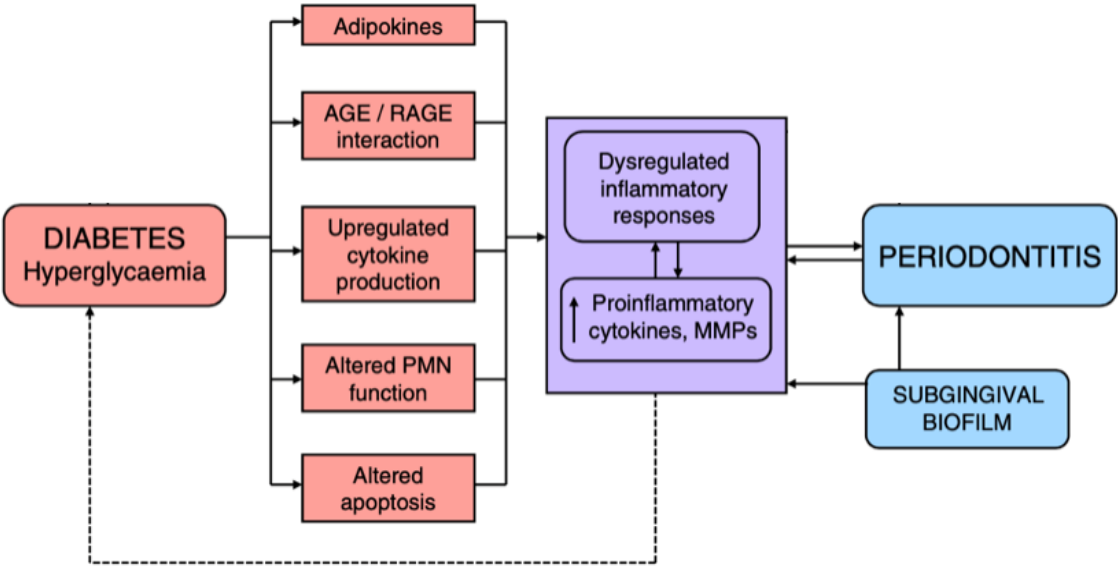 Adipokines
AGE / RAGE
interaction
Upregulated
cytokine
production
Altered PMN
function
Altered
apoptosis
DIABETES
Hyperglycaemia
Dysregulated
inflammatory
responses
Proinflammatory
cytokines, MMPs
PERIODONTITIS
SUBGINGIVAL
BIOFILM